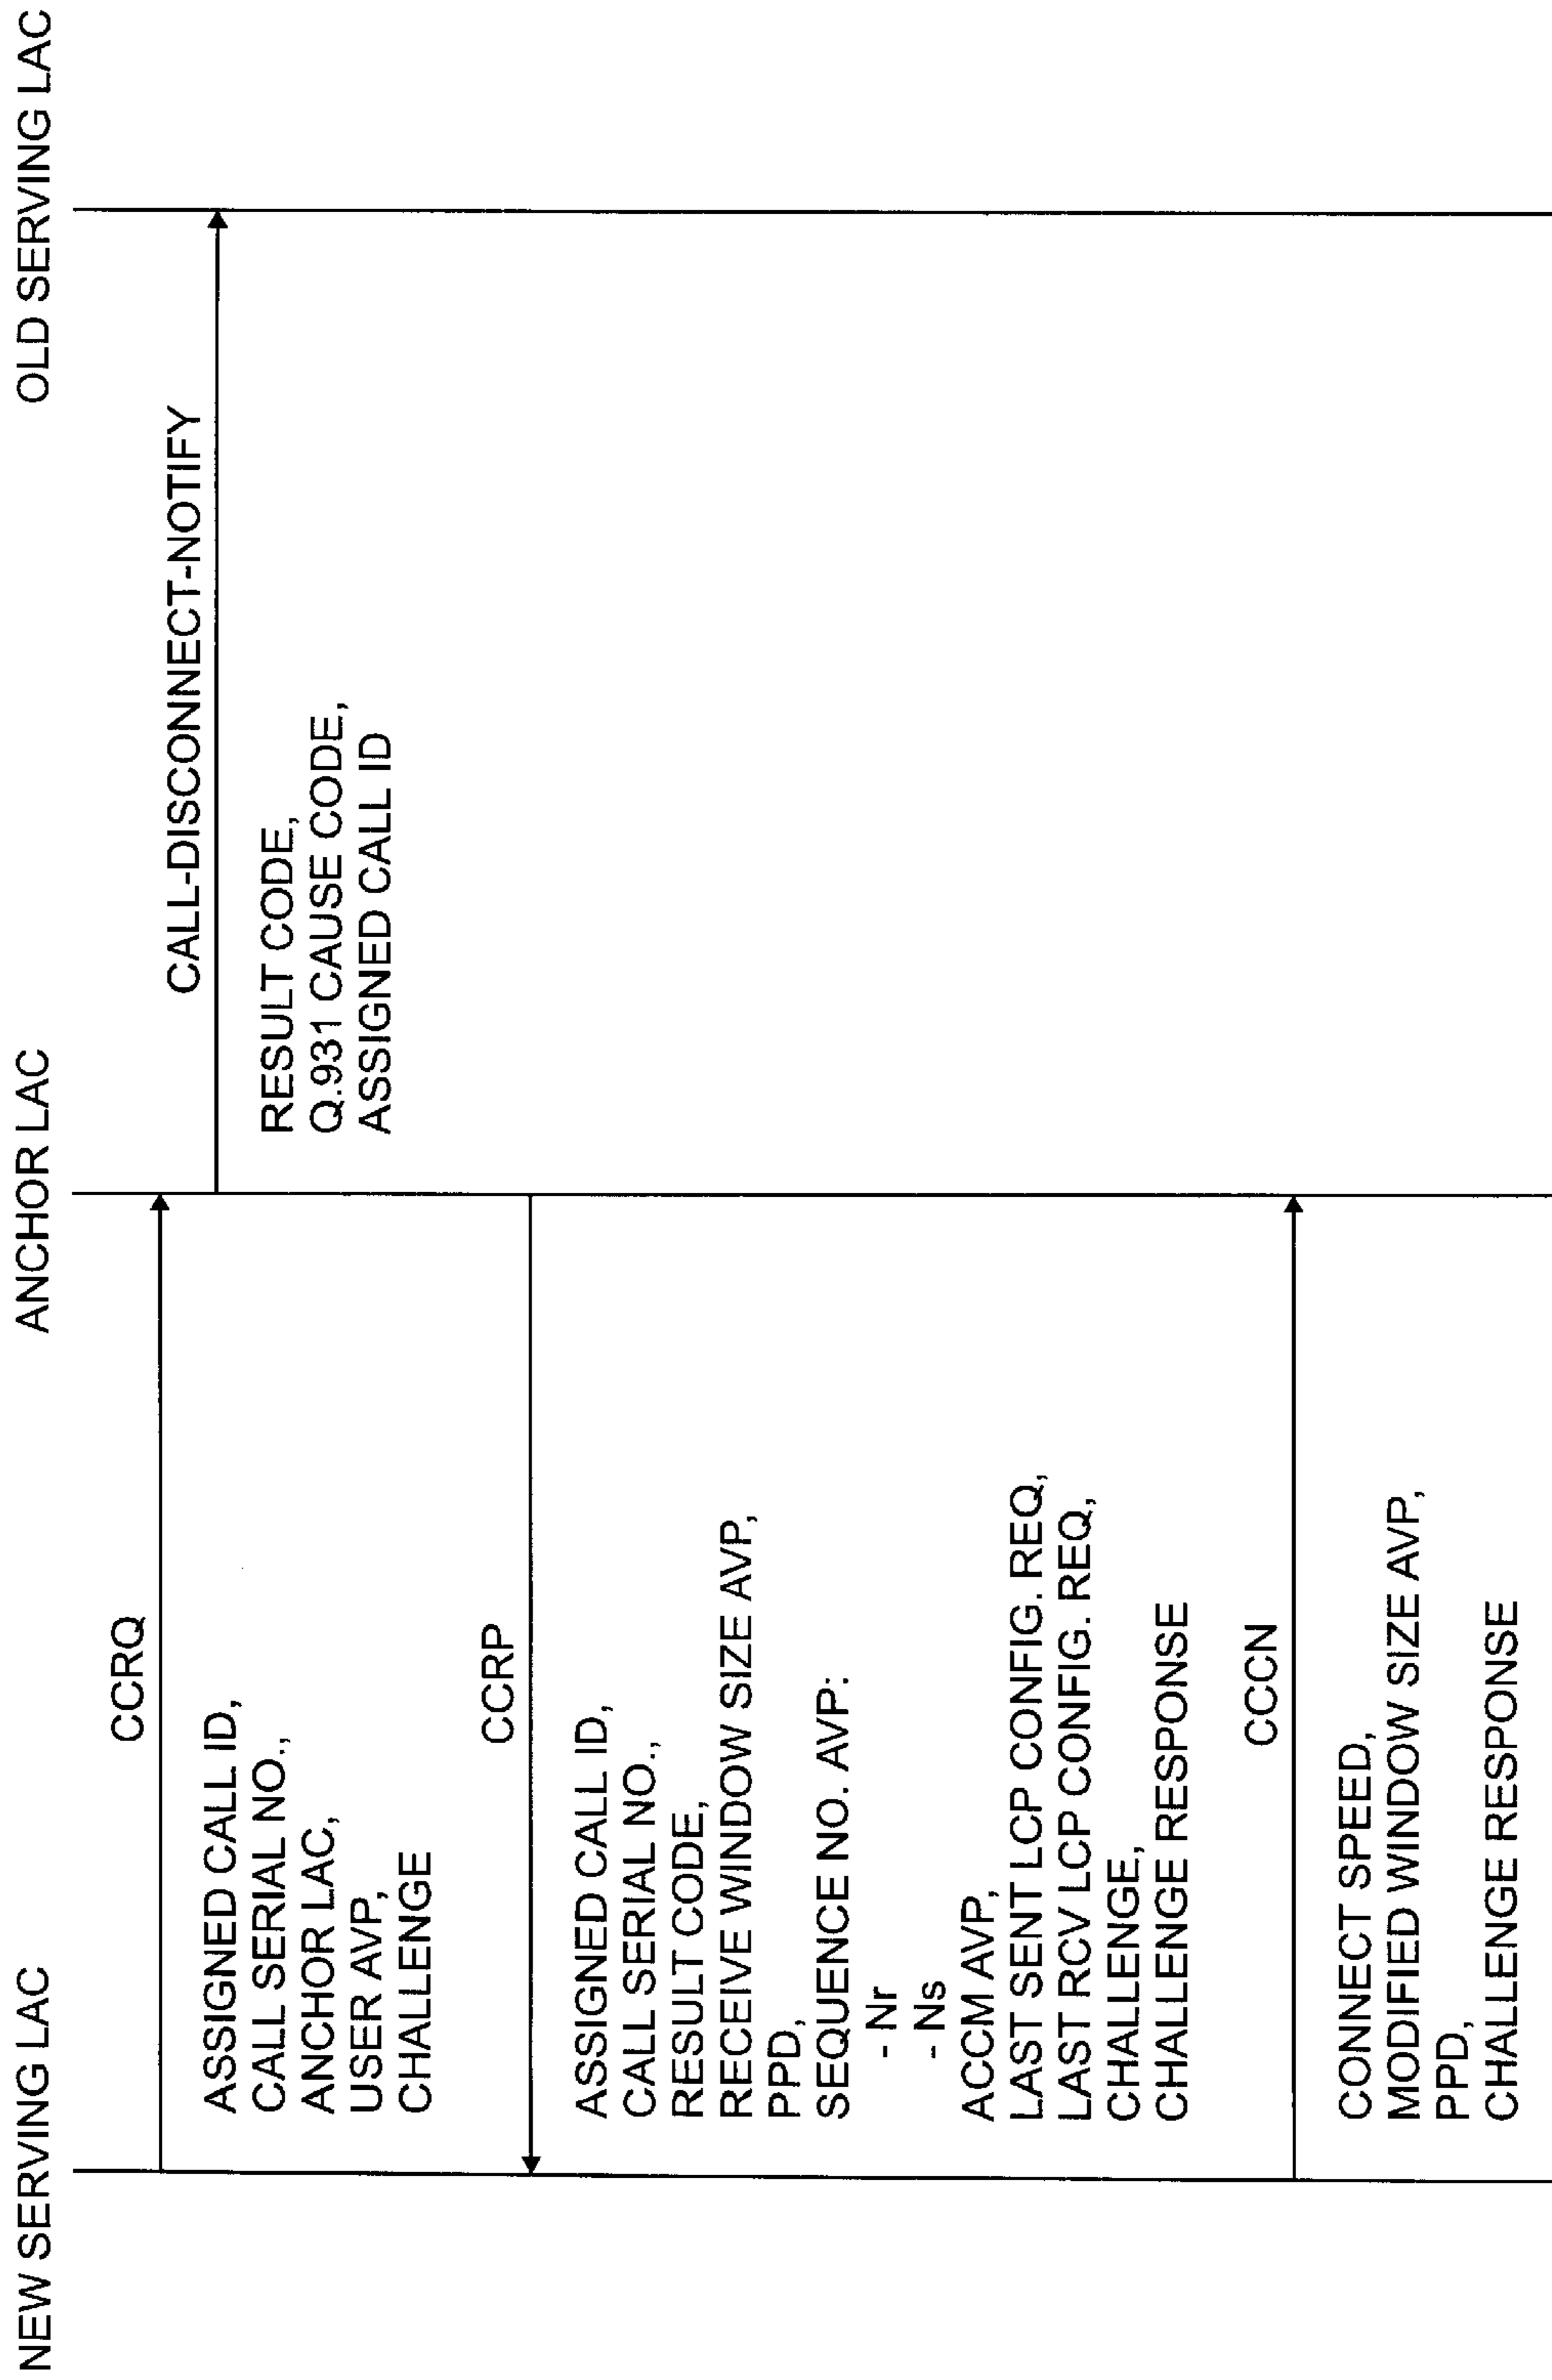 NEW SERVING LAC
ANCHOR LAC
OLD SERVING LAC
CCRQ
ASSIGNED CALL ID,
CALL SERIAL NO.,
ANCHOR LAC,
USER AVP,
CHALLENGE
CALL-DISCONNECT-NOTIFY
RESULT CODE,
Q.931 CAUSE CODE,
ASSIGNED CALL ID
CCRP
ASSIGNED CALL ID,
CALL SERIAL NO.,
RESULT CODE,
RECEIVE WINDOW SIZE AVP,
PPD,
SEQUENCE NO. AVP:
- Nr
- Ns
ACCM AVP,
LAST SENT LCP CONFIG. REQ,
LAST RCV LCP CONFIG. REQ,
CHALLENGE,
CHALLENGE RESPONSE
CCCN
CONNECT SPEED,
MODIFIED WINDOW SIZE AVP,
PPD,
CHALLENGE RESPONSE